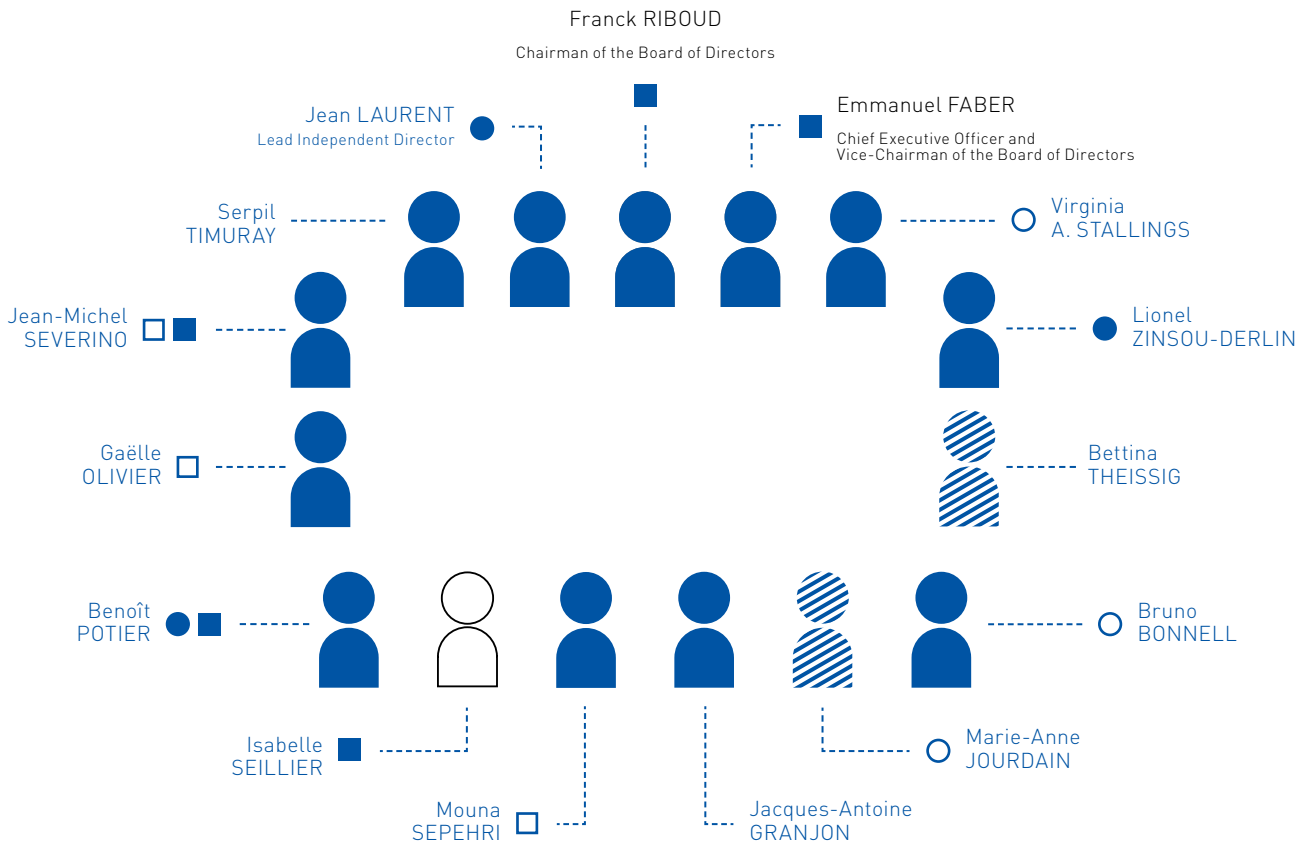 Franck RIBOUD
Chairman of the Board of Directors
Jean LAURENT
Lead Independent Director
Emmanuel FABER
Chief Executive Officer and
Vice-Chairman of the Board of Directors
Serpil
TIMURAY
Virginia
A. STALLINGS
Jean-Michel
SEVERINO
Lionel
ZINSOU-DERLIN
Gaëlle
OLIVIER
Bettina
THEISSIG
Benoît
POTIER
Bruno
BONNELL
Isabelle
SEILLIER
Marie-Anne
JOURDAIN
Mouna
SEPEHRI
Jacques-Antoine
GRANJON